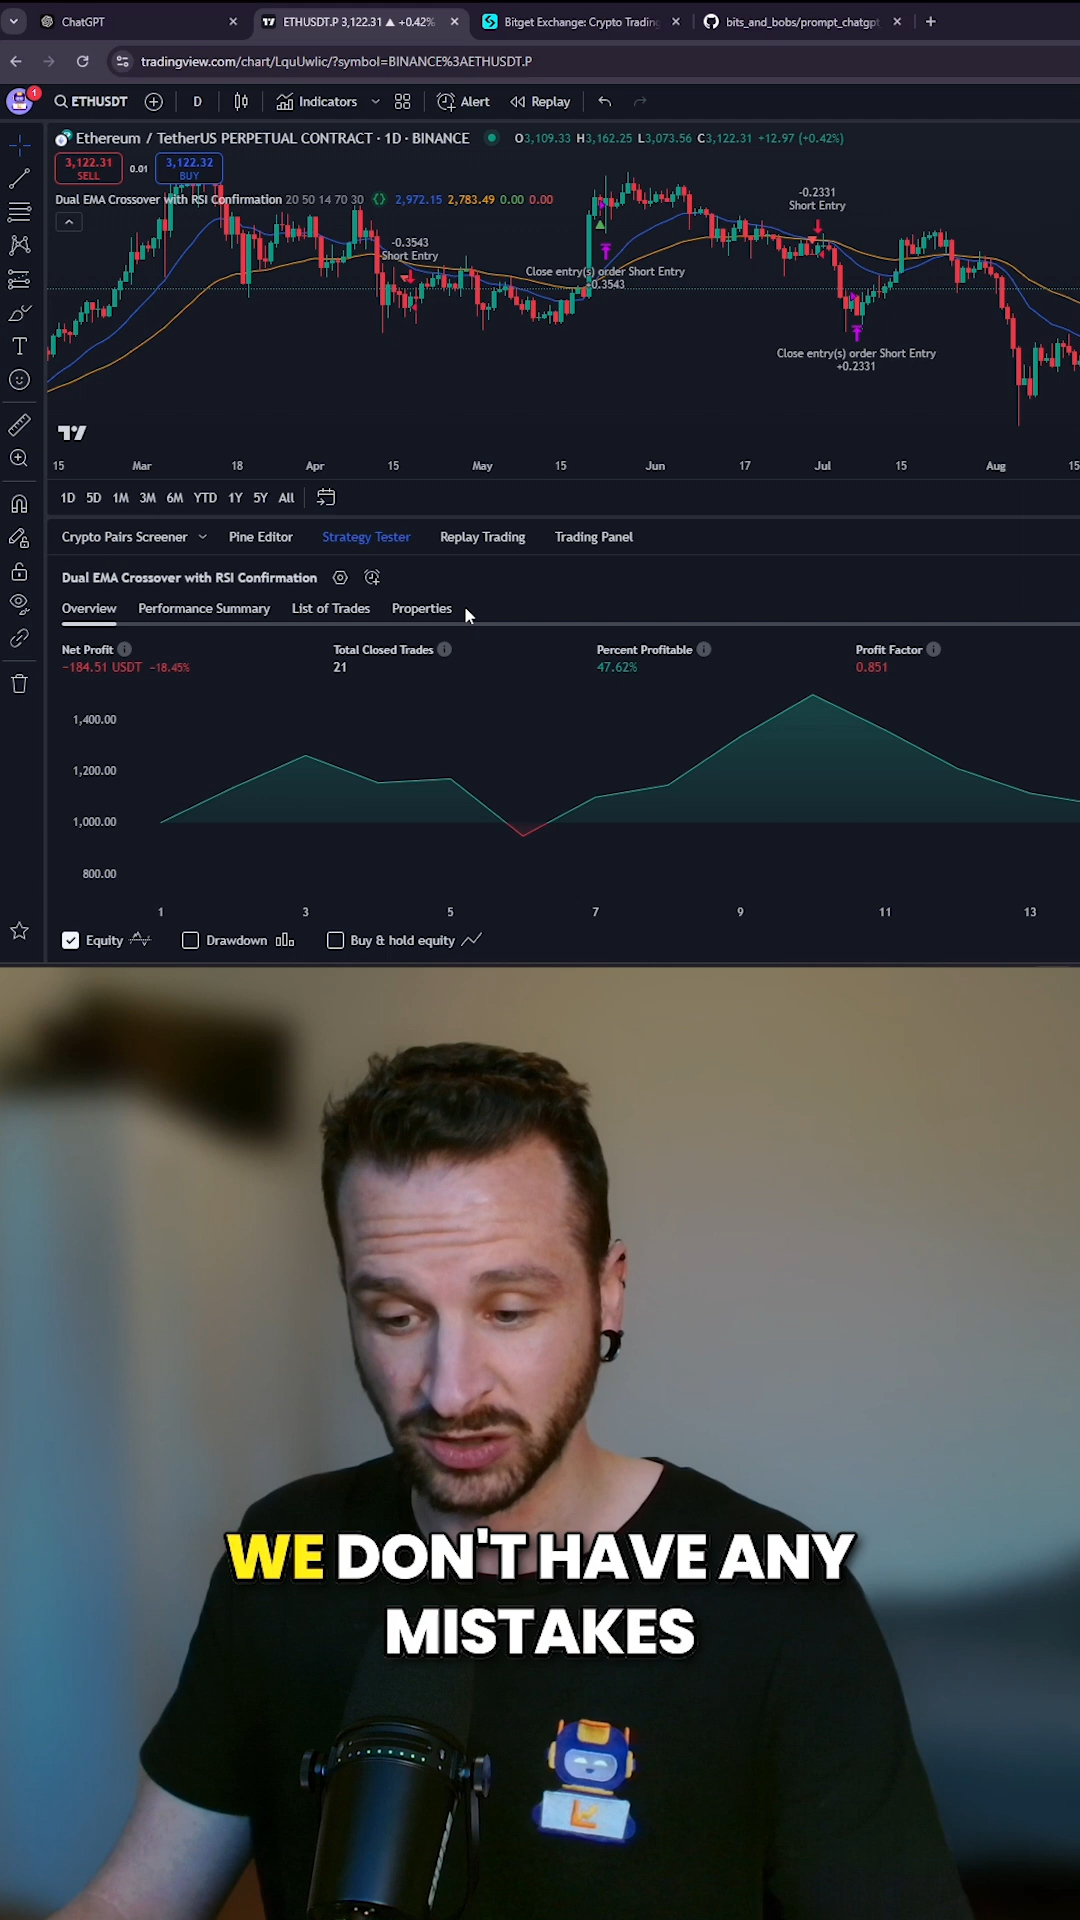 ChatGPT
ETHUSDT.P 3,122.31 ▲ +0.42%
Bitget Exchange: Crypto Trading
bits_and_bobs/prompt_chatgpt
tradingview.com/chart/LquUwlic/?symbol=BINANCE%3AETHUSDT.P
1
ETHUSDT
D
Indicators
Alert
Replay
Ethereum / TetherUS PERPETUAL CONTRACT · 1D · BINANCE
O3,109.33 H3,162.25 L3,073.56 C3,122.31 +12.97 (+0.42%)
3,122.31
SELL
0.01
3,122.32
BUY
Dual EMA Crossover with RSI Confirmation 20 50 14 70 30
2,972.15 2,783.49 0.00 0.00
-0.3543
Short Entry
Close entry(s) order Short Entry
+0.3543
-0.2331
Short Entry
Close entry(s) order Short Entry
+0.2331
15 Mar 18 Apr 15 May 15 Jun 17 Jul 15 Aug 15
1D 5D 1M 3M 6M YTD 1Y 5Y All
Crypto Pairs Screener Pine Editor Strategy Tester Replay Trading Trading Panel
Dual EMA Crossover with RSI Confirmation
Overview Performance Summary List of Trades Properties
Net Profit Total Closed Trades Percent Profitable Profit Factor
−184.51 USDT −18.45% 21 47.62% 0.851
1,400.00
1,200.00
1,000.00
800.00
1 3 5 7 9 11 13
Equity Drawdown Buy & hold equity
WE DON'T HAVE ANY
MISTAKES